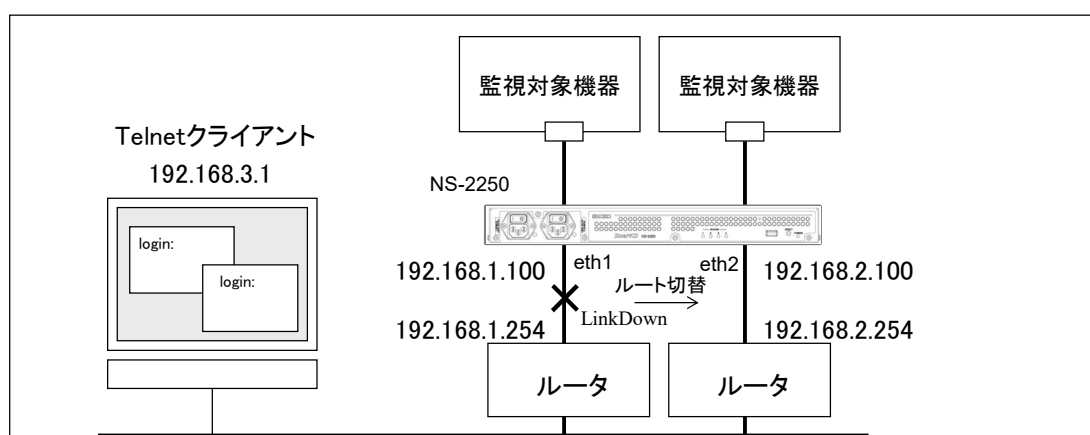 監視対象機器
監視対象機器
Telnetクライアント
192.168.3.1
NS-2250
login:
login:
eth1
eth2
192.168.1.100
192.168.2.100
ルート切替
LinkDown
192.168.1.254
192.168.2.254
ルータ
ルータ